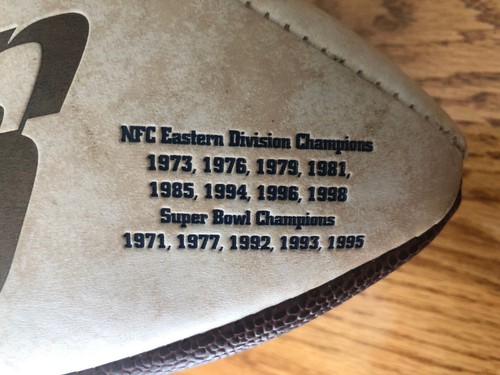 NFC Eastern Division Champions
1973, 1976, 1979, 1981,
1985, 1994, 1996, 1998
Super Bowl Champions
1971, 1977, 1992, 1993, 1995